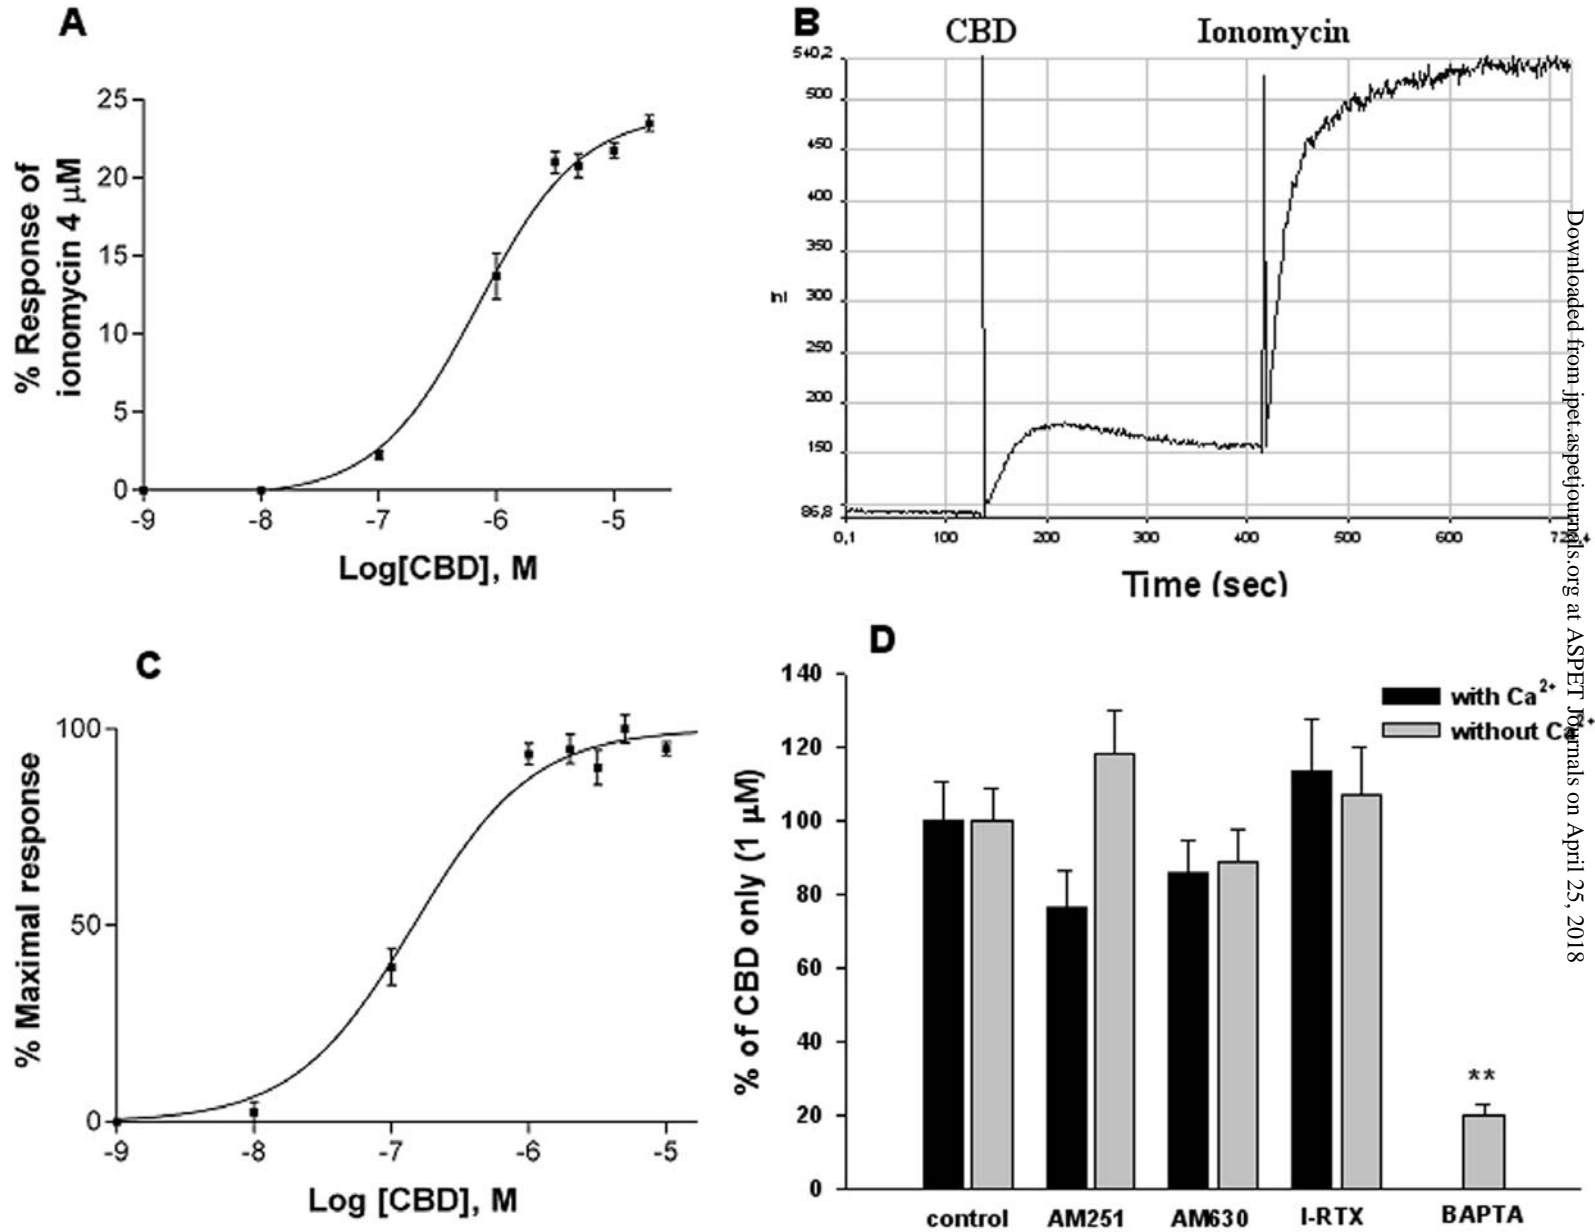 A
% Response of
ionomycin 4 μM
25
20
15
10
5
0
-9 -8 -7 -6 -5
Log[CBD], M
B
CBD Ionomycin
540,2
500
450
400
350
300
250
200
150
86,8
0,1 100 200 300 400 500 600
Time (sec)
C
% Maximal response
100
50
0
-9 -8 -7 -6 -5
Log [CBD], M
D
% of CBD only (1 μM)
140
120
100
80
60
40
20
0
with Ca2+
without Ca2+
**
control AM251 AM630 I-RTX BAPTA
Downloaded from jpet.aspetjournals.org at ASPET Journals on April 25, 2018